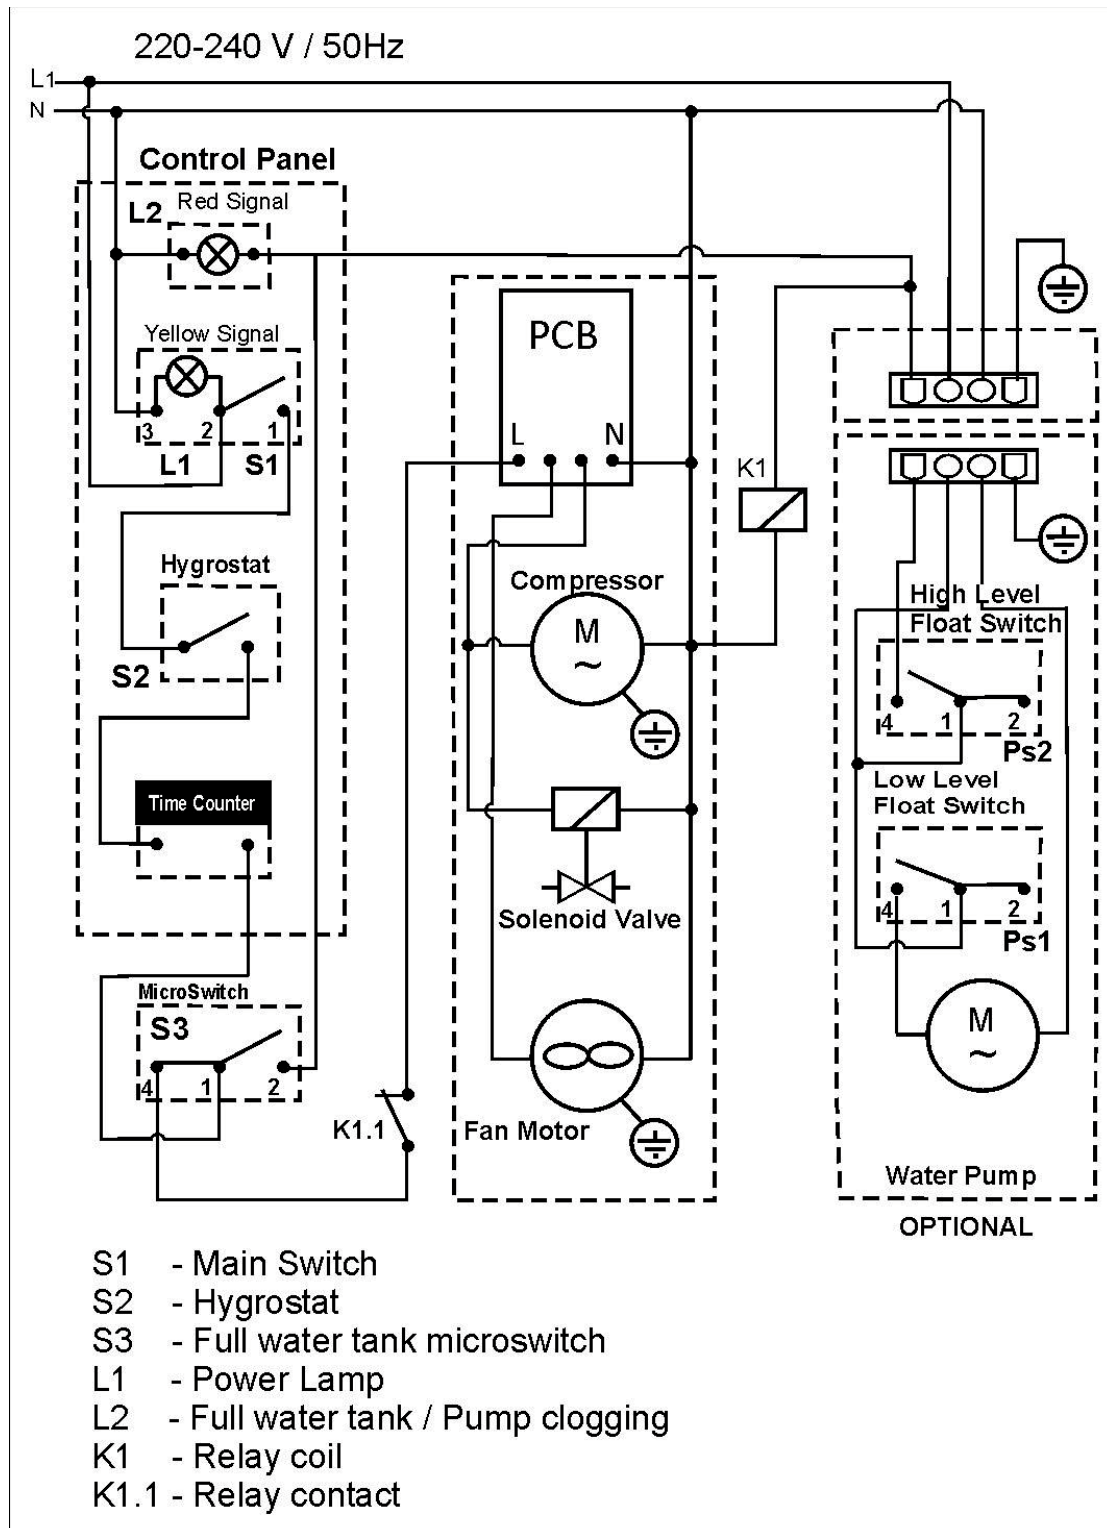 220-240 V / 50Hz
L1
N
Control Panel
L2
Red Signal
Yellow Signal
3
2
1
L1
S1
Hygrostat
S2
Time Counter
MicroSwitch
S3
4
1
2
K1.1
PCB
L
N
Compressor
M
~
Solenoid Valve
Fan Motor
K1
High Level
Float Switch
4
1
2
Ps2
Low Level
Float Switch
4
1
2
Ps1
M
~
Water Pump
OPTIONAL
S1 - Main Switch
S2 - Hygrostat
S3 - Full water tank microswitch
L1 - Power Lamp
L2 - Full water tank / Pump clogging
K1 - Relay coil
K1.1 - Relay contact